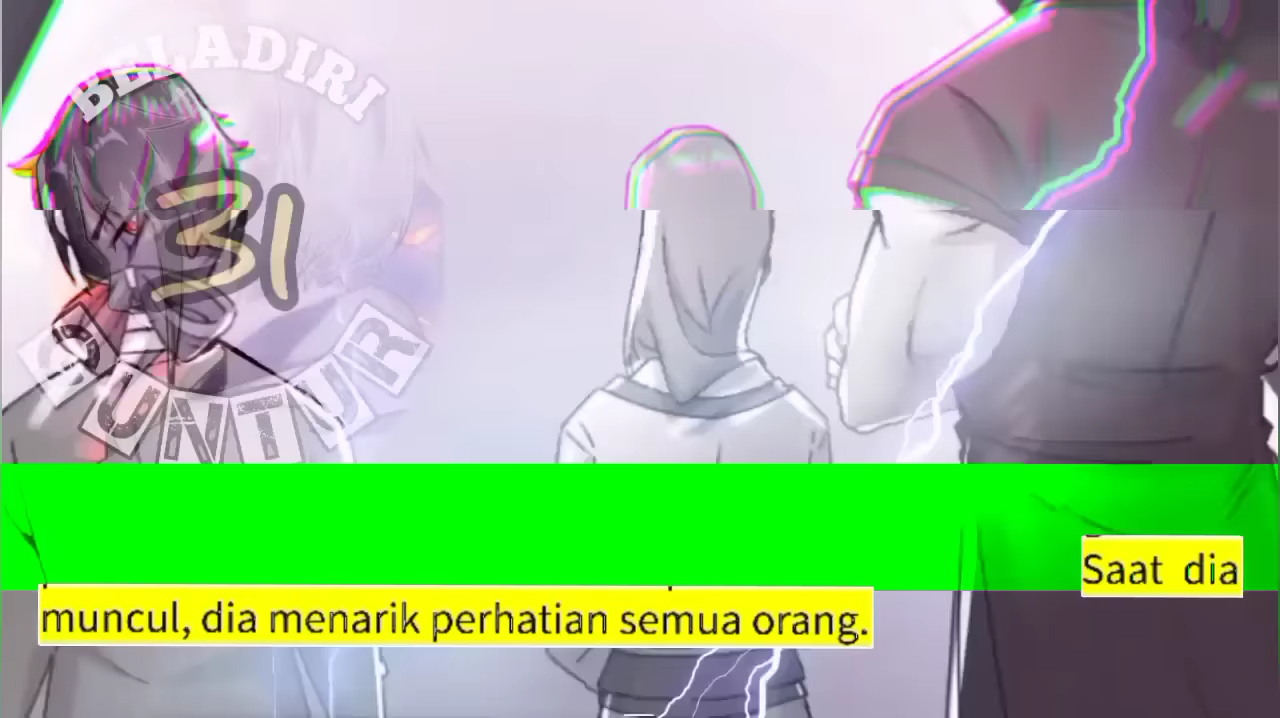 BELADIRI
31
GUNTUR
Saat dia
muncul, dia menarik perhatian semua orang.